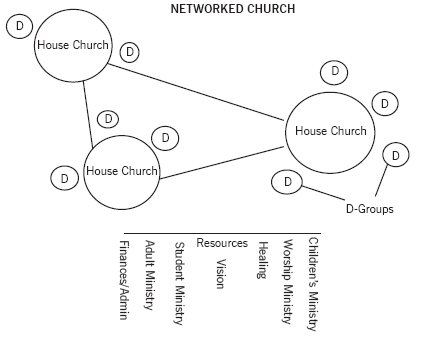 NETWORKED CHURCH
D
House Church
D
D
D
House Church
D
D
D
House Church
D
D
D
D-Groups
Resources
Finances/Admin
Adult Ministry
Student Ministry
Vision
Healing
Worship Ministry
Children's Ministry